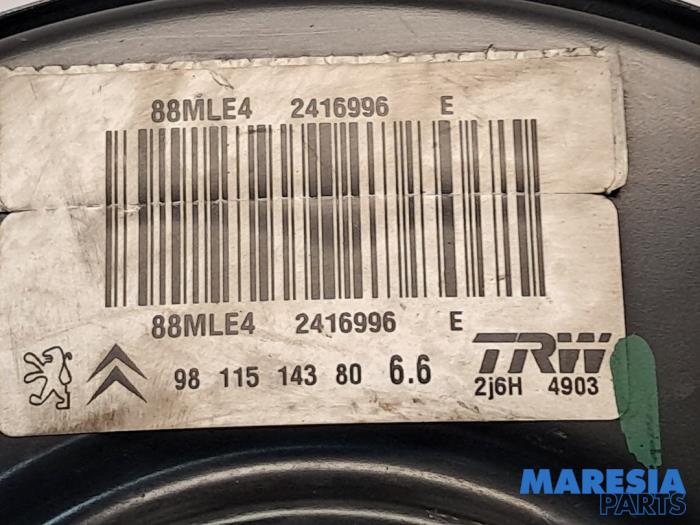 88MLE4 2416996 E
88MLE4 2416996 E
98 115 143 80 6.6
TRW
2j6H 4903
MARESIA
PARTS